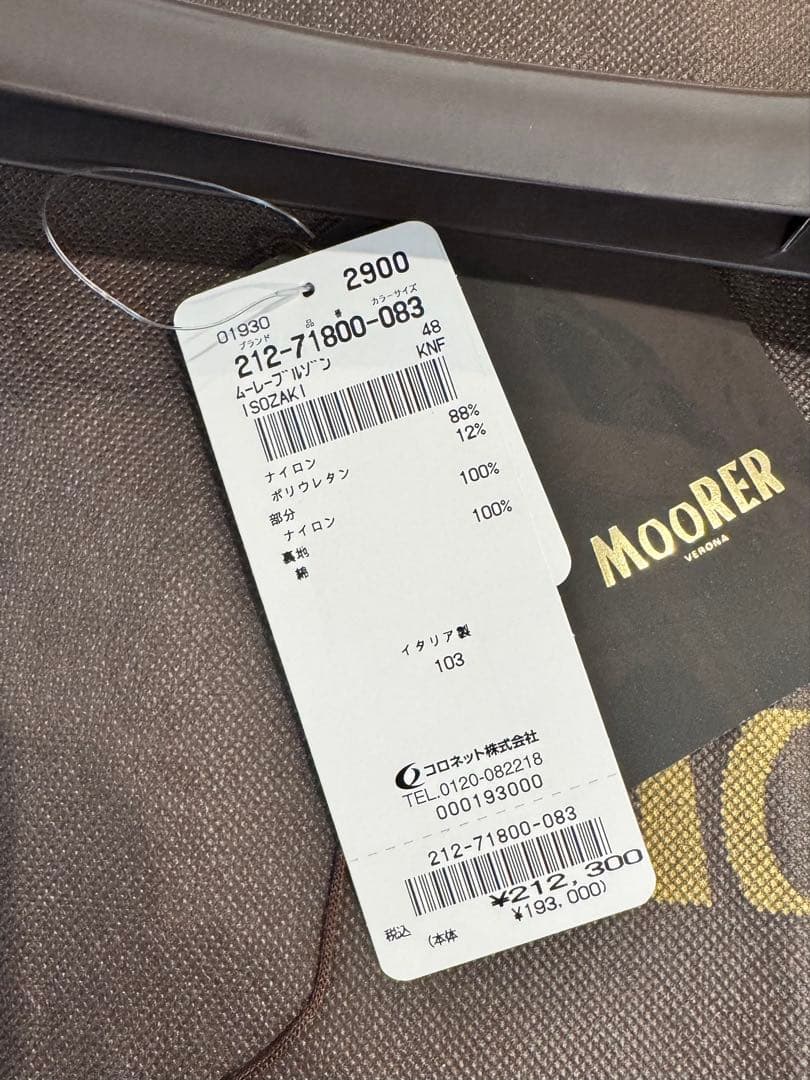 2900
01930
ブランド 品 番 カラーサイズ
212-71800-083
ムーレーブルゾン 48
ISOZAKI KNF
ナイロン 88%
ポリウレタン 12%
部分
ナイロン 100%
裏地
綿 100%
イタリア製
103
コロネット株式会社
TEL.0120-082218
000193000
212-71800-083
税込 ¥212,300
(本体 ¥193,000)
MOORER
VERONA